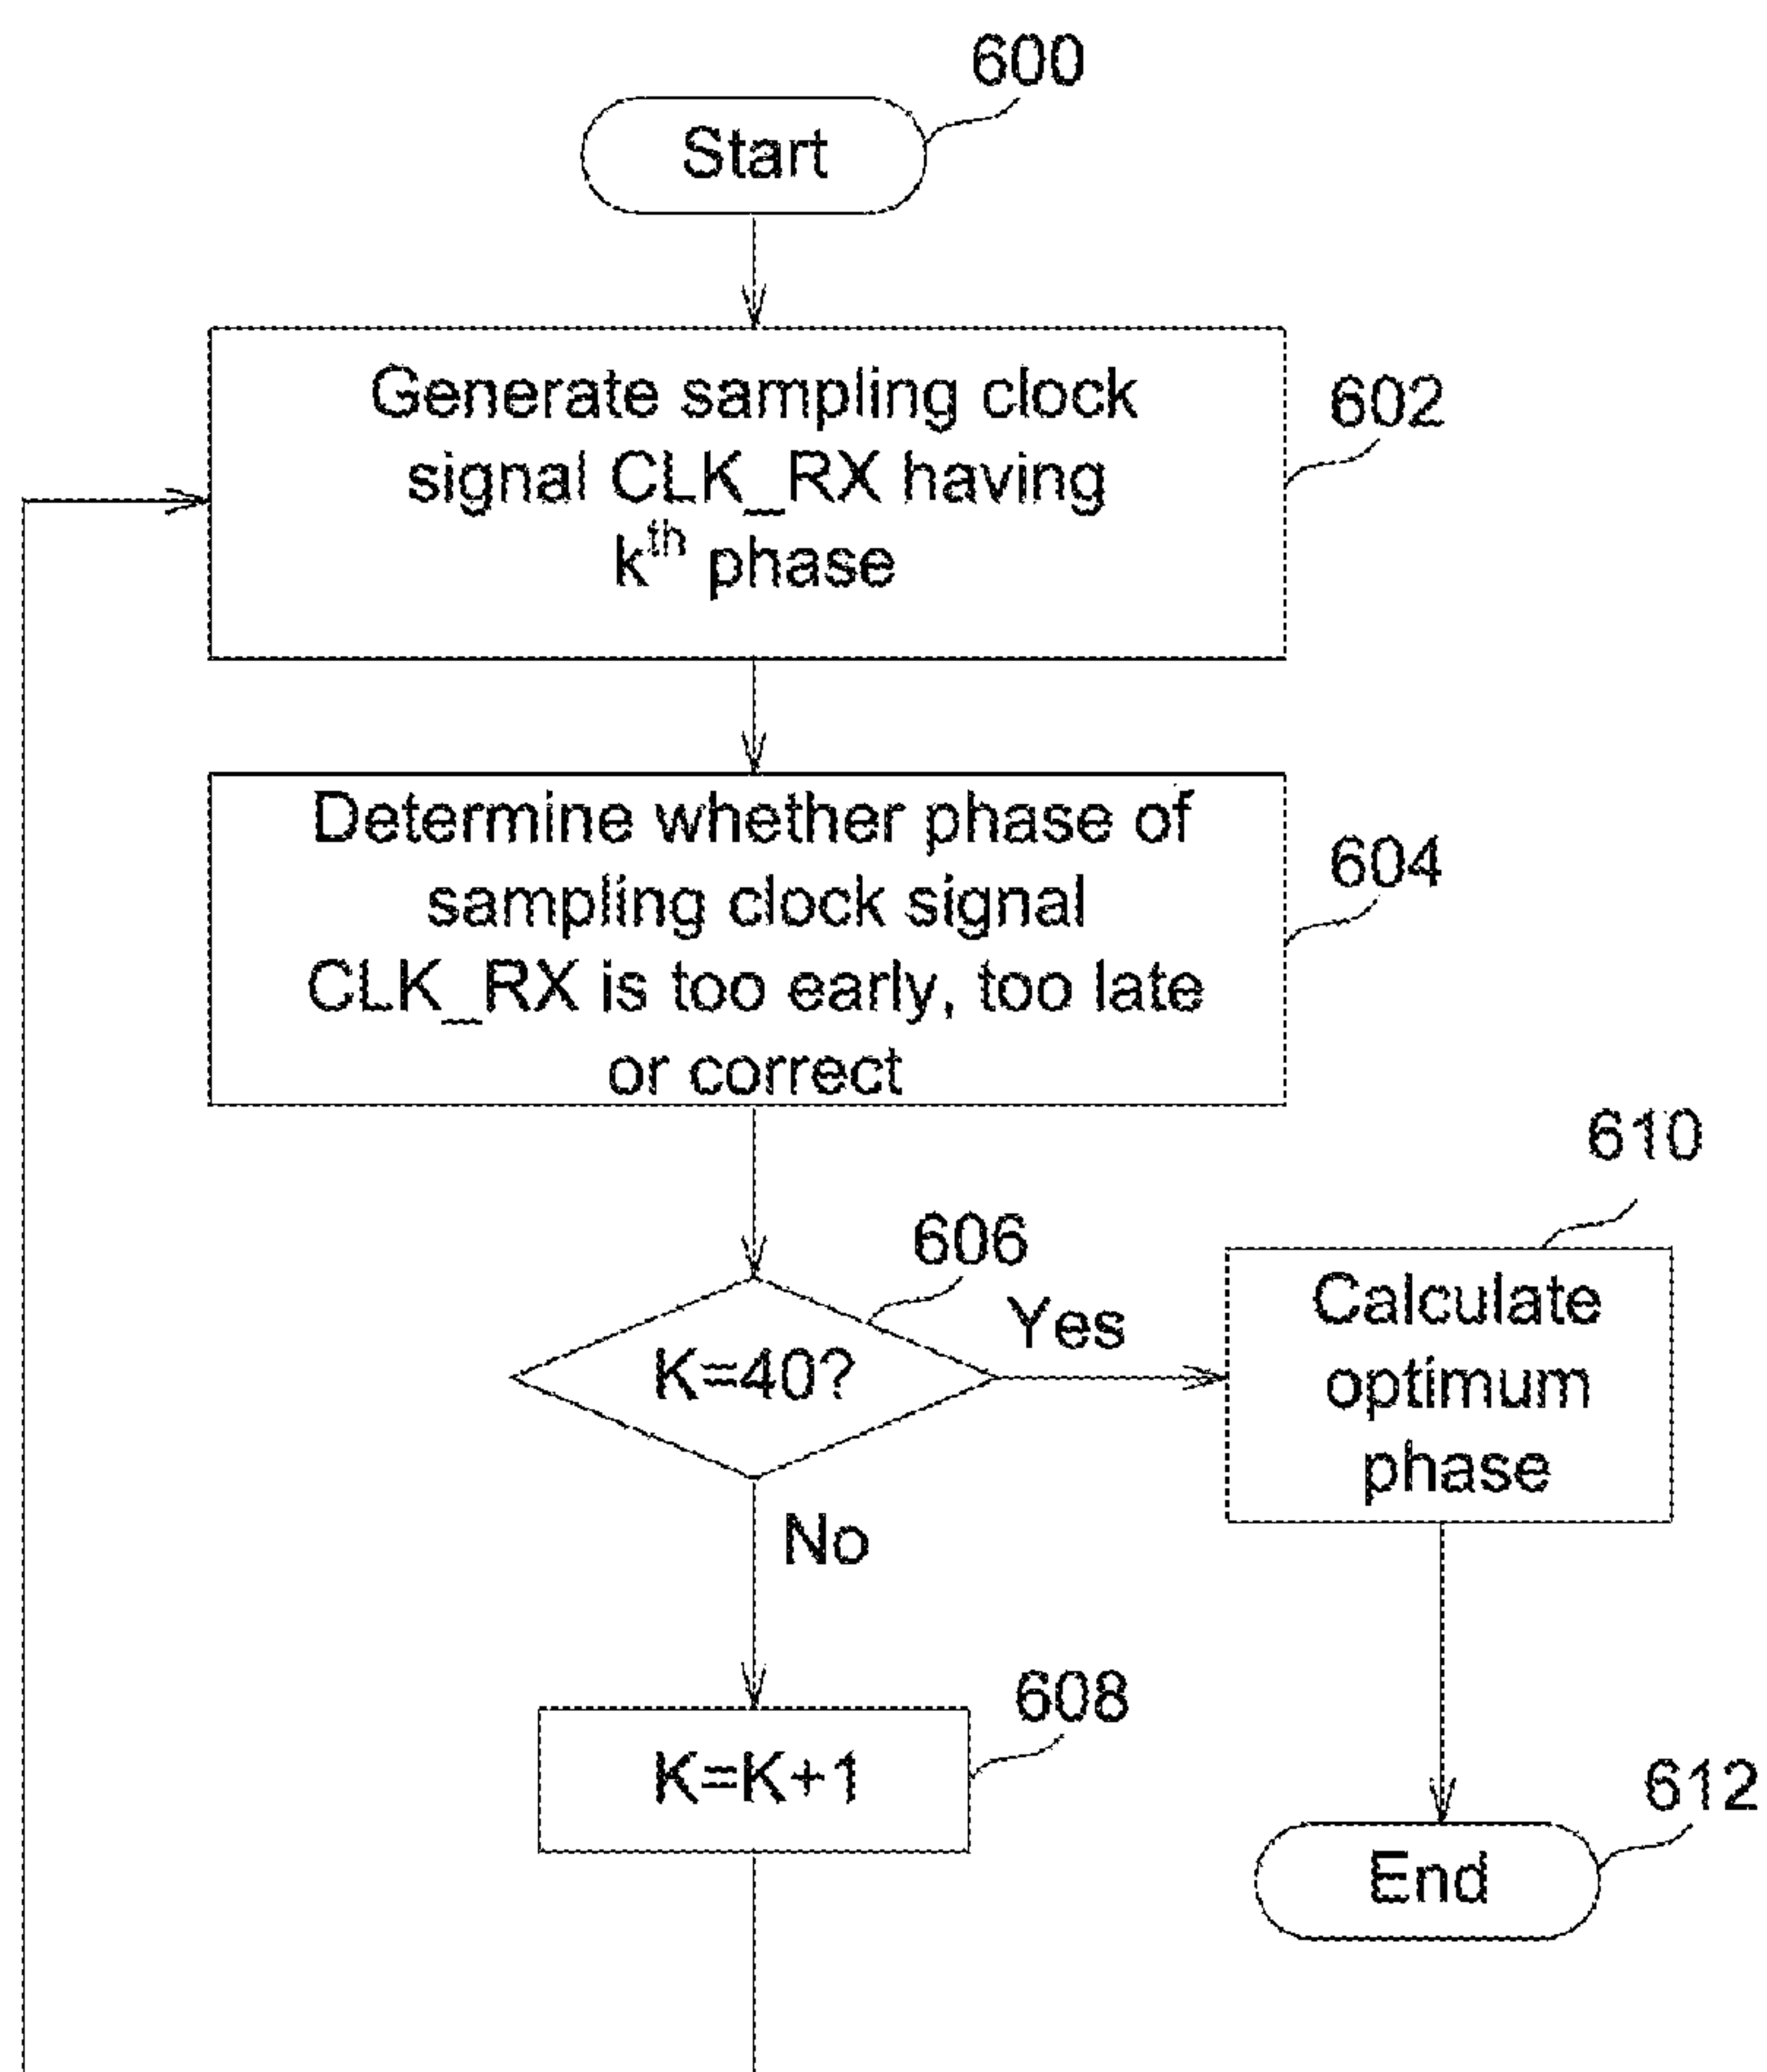 600
Start
Generate sampling clock
signal CLK_RX having
kth phase
602
Determine whether phase of
sampling clock signal
CLK_RX is too early, too late
or correct
604
606
K=40?
Yes
No
610
Calculate
optimum
phase
608
K=K+1
612
End